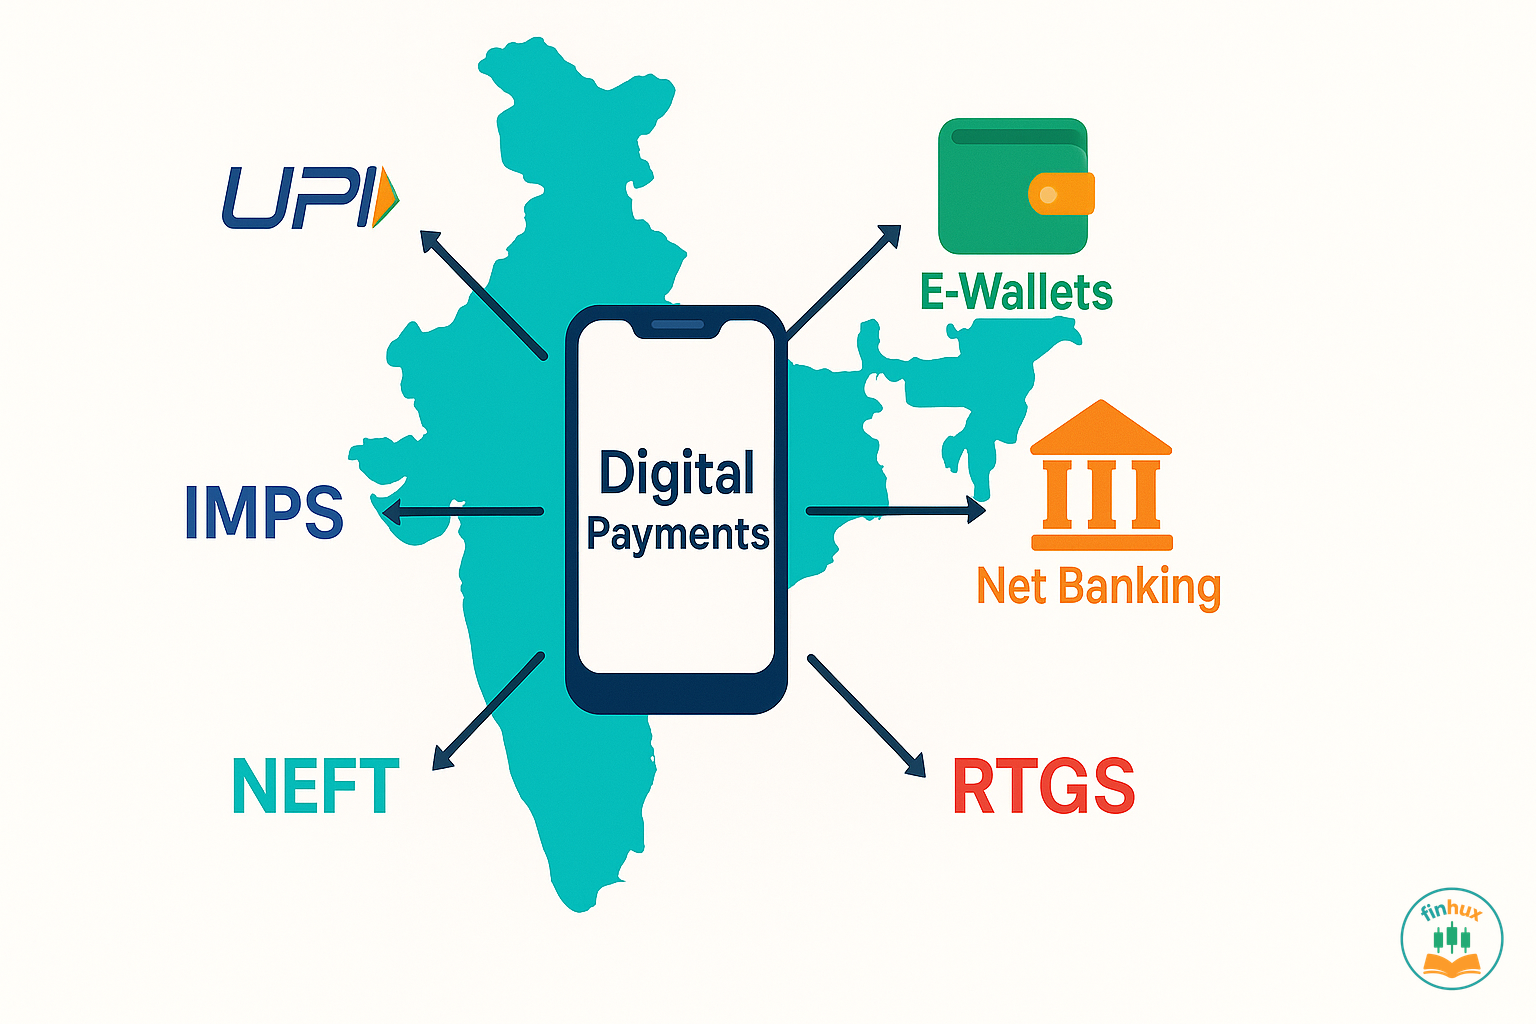 UPI
E-Wallets
Digital
Payments
IMPS
Net Banking
NEFT
RTGS
finhux